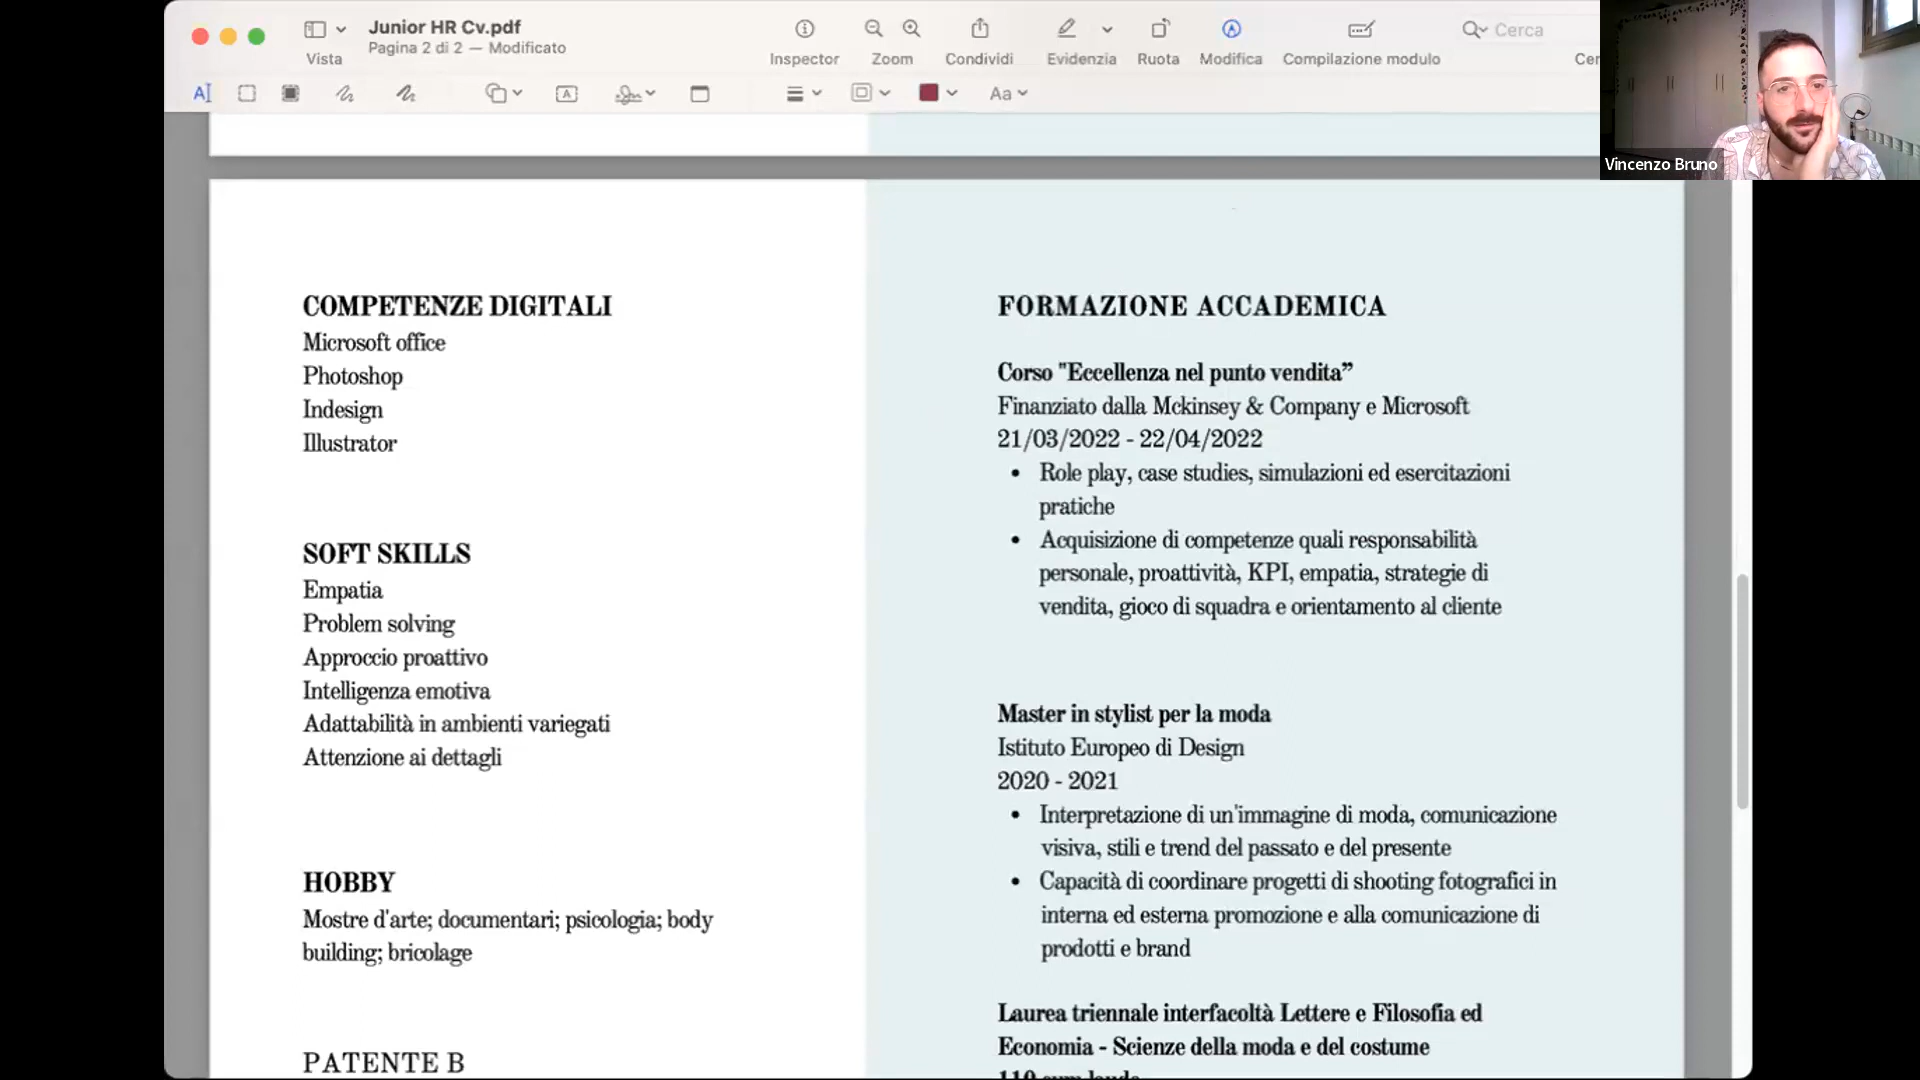 Junior HR Cv.pdf
Pagina 2 di 2 — Modificato
Vista
Inspector
Zoom
Condividi
Evidenzia
Ruota
Modifica
Compilazione modulo
Cerca
Vincenzo Bruno
COMPETENZE DIGITALI
Microsoft office
Photoshop
Indesign
Illustrator
SOFT SKILLS
Empatia
Problem solving
Approccio proattivo
Intelligenza emotiva
Adattabilità in ambienti variegati
Attenzione ai dettagli
HOBBY
Mostre d'arte; documentari; psicologia; body
building; bricolage
PATENTE B
FORMAZIONE ACCADEMICA
Corso "Eccellenza nel punto vendita”
Finanziato dalla Mckinsey & Company e Microsoft
21/03/2022 - 22/04/2022
• Role play, case studies, simulazioni ed esercitazioni
pratiche
• Acquisizione di competenze quali responsabilità
personale, proattività, KPI, empatia, strategie di
vendita, gioco di squadra e orientamento al cliente
Master in stylist per la moda
Istituto Europeo di Design
2020 - 2021
• Interpretazione di un'immagine di moda, comunicazione
visiva, stili e trend del passato e del presente
• Capacità di coordinare progetti di shooting fotografici in
interna ed esterna promozione e alla comunicazione di
prodotti e brand
Laurea triennale interfacoltà Lettere e Filosofia ed
Economia - Scienze della moda e del costume
110 cum laude